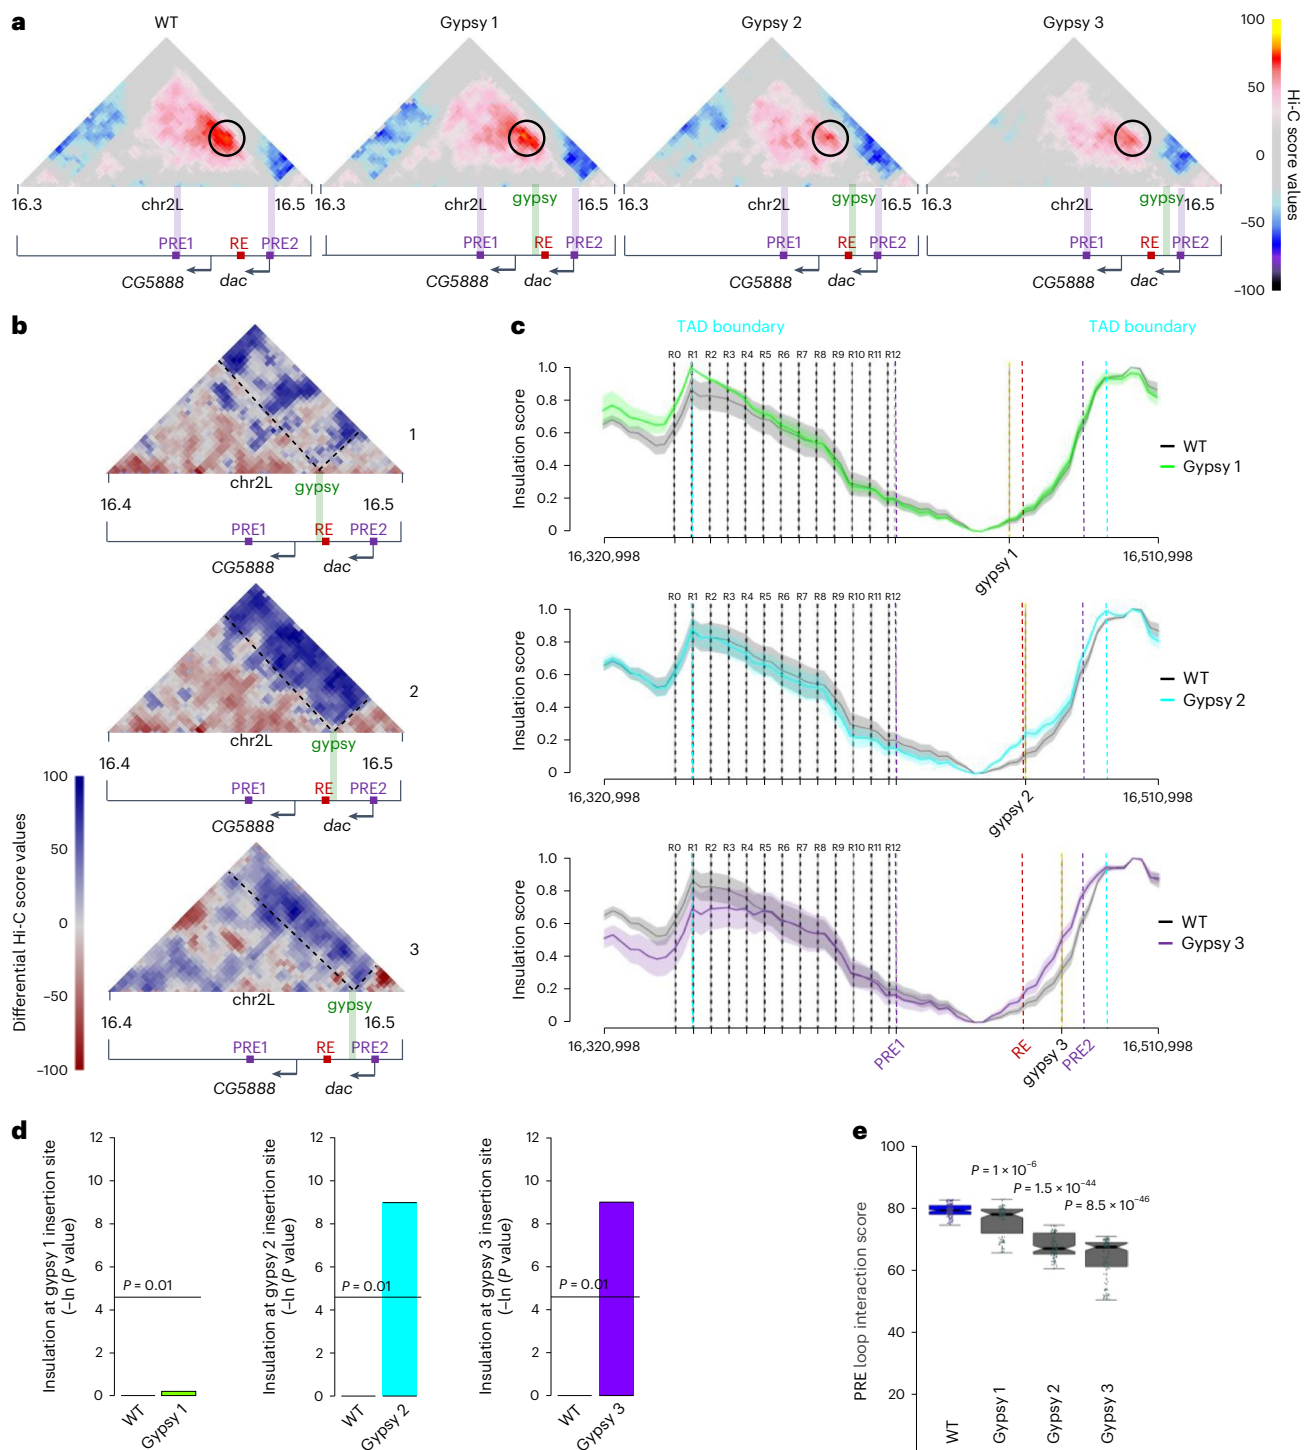 a
WT
Gypsy 1
Gypsy 2
Gypsy 3
100
50
0
−50
−100
Hi-C score values
16.3
chr2L
16.5
PRE1
RE
PRE2
CG5888
dac
16.3
chr2L
gypsy
16.5
PRE1
RE
PRE2
CG5888
dac
16.3
chr2L
gypsy
16.5
PRE1
RE
PRE2
CG5888
dac
16.3
chr2L
gypsy
16.5
PRE1
RE
PRE2
CG5888
dac
b
1
chr2L
gypsy
16.4
16.5
PRE1
RE
PRE2
CG5888
dac
2
chr2L
gypsy
16.4
16.5
PRE1
RE
PRE2
CG5888
dac
3
chr2L
gypsy
16.4
16.5
PRE1
RE
PRE2
CG5888
dac
100
50
0
−50
−100
Differential Hi-C score values
c
TAD boundary
TAD boundary
R0 R1 R2 R3 R4 R5 R6 R7 R8 R9 R10 R11 R12
1.0
0.8
0.6
0.4
0.2
0
Insulation score
WT
Gypsy 1
16,320,998
gypsy 1
16,510,998
R0 R1 R2 R3 R4 R5 R6 R7 R8 R9 R10 R11 R12
1.0
0.8
0.6
0.4
0.2
0
Insulation score
WT
Gypsy 2
16,320,998
gypsy 2
16,510,998
R0 R1 R2 R3 R4 R5 R6 R7 R8 R9 R10 R11 R12
1.0
0.8
0.6
0.4
0.2
0
Insulation score
WT
Gypsy 3
16,320,998
PRE1
RE
gypsy 3
PRE2
16,510,998
d
Insulation at gypsy 1 insertion site
(−ln (P value)
12
10
8
6
4
2
0
P = 0.01
WT
Gypsy 1
Insulation at gypsy 2 insertion site
(−ln (P value)
12
10
8
6
4
2
0
P = 0.01
WT
Gypsy 2
Insulation at gypsy 3 insertion site
(−ln (P value)
12
10
8
6
4
2
0
P = 0.01
WT
Gypsy 3
e
PRE loop interaction score
100
80
60
40
20
P = 1 × 10⁻⁶
P = 1.5 × 10⁻⁴⁴
P = 8.5 × 10⁻⁴⁶
WT
Gypsy 1
Gypsy 2
Gypsy 3